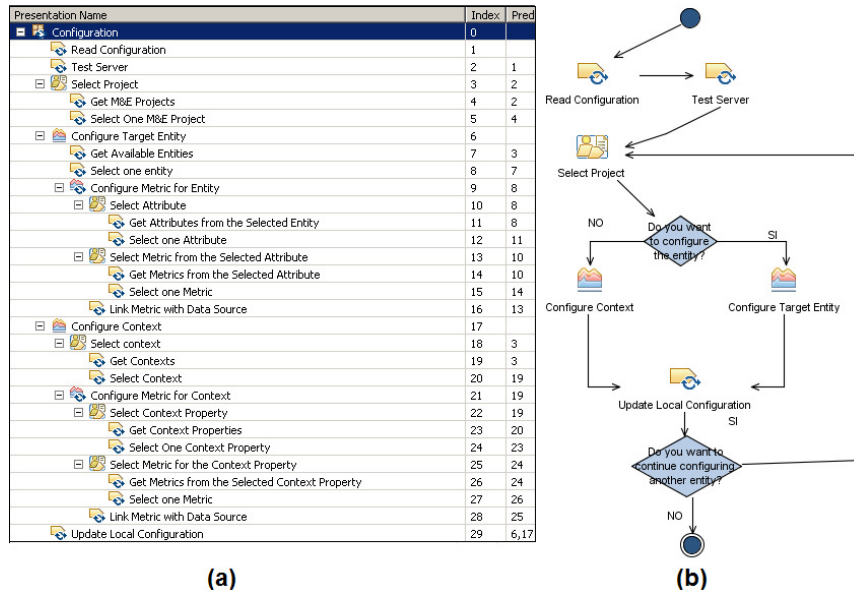 Presentation Name Index Pred
Configuration 0
Read Configuration 1
Test Server 2 1
Select Project 3 2
Get M&E Projects 4 2
Select One M&E Project 5 4
Configure Target Entity 6
Get Available Entities 7 3
Select one entity 8 7
Configure Metric for Entity 9 8
Select Attribute 10 8
Get Attributes from the Selected Entity 11 8
Select one Attribute 12 11
Select Metric from the Selected Attribute 13 10
Get Metrics from the Selected Attribute 14 10
Select one Metric 15 14
Link Metric with Data Source 16 13
Configure Context 17
Select context 18 3
Get Contexts 19 3
Select Context 20 19
Configure Metric for Context 21 19
Select Context Property 22 19
Get Context Properties 23 20
Select One Context Property 24 23
Select Metric for the Context Property 25 24
Get Metrics from the Selected Context Property 26 24
Select one Metric 27 26
Link Metric with Data Source 28 25
Update Local Configuration 29 6,17
(a)
Read Configuration
Test Server
Select Project
Do you want
to configure
the entity?
NO
SI
Configure Context
Configure Target Entity
Update Local Configuration
SI
Do you want to
continue configuring
another entity?
NO
(b)